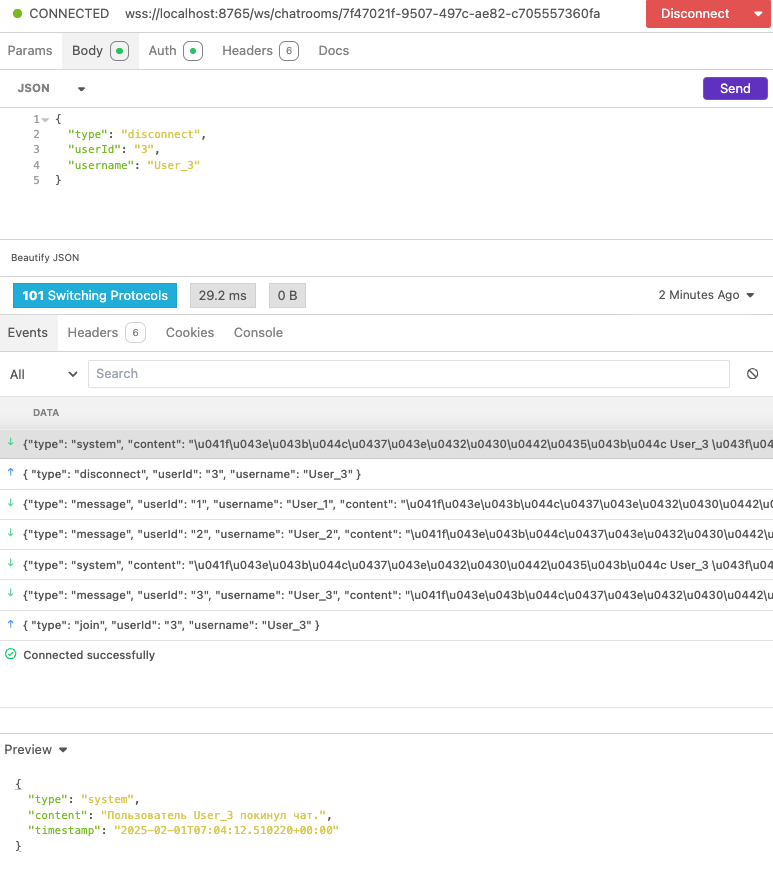 CONNECTED wss://localhost:8765/ws/chatrooms/7f47021f-9507-497c-ae82-c705557360fa Disconnect
Params Body Auth Headers 6 Docs
JSON Send
1 {
2 "type": "disconnect",
3 "userId": "3",
4 "username": "User_3"
5 }
Beautify JSON
101 Switching Protocols 29.2 ms 0 B 2 Minutes Ago
Events Headers 6 Cookies Console
All Search
DATA
{"type": "system", "content": "\u041f\u043e\u043b\u044c\u0437\u043e\u0432\u0430\u0442\u0435\u043b\u044c User_3 \u043f\u04
{ "type": "disconnect", "userId": "3", "username": "User_3" }
{"type": "message", "userId": "1", "username": "User_1", "content": "\u041f\u043e\u043b\u044c\u0437\u043e\u0432\u0430\u0442\u0
{"type": "message", "userId": "2", "username": "User_2", "content": "\u041f\u043e\u043b\u044c\u0437\u043e\u0432\u0430\u0442\u
{"type": "system", "content": "\u041f\u043e\u043b\u044c\u0437\u043e\u0432\u0430\u0442\u0435\u043b\u044c User_3 \u043f\u04
{"type": "message", "userId": "3", "username": "User_3", "content": "\u041f\u043e\u043b\u044c\u0437\u043e\u0432\u0430\u0442\u
{ "type": "join", "userId": "3", "username": "User_3" }
Connected successfully
Preview
{
"type": "system",
"content": "Пользователь User_3 покинул чат.",
"timestamp": "2025-02-01T07:04:12.510220+00:00"
}